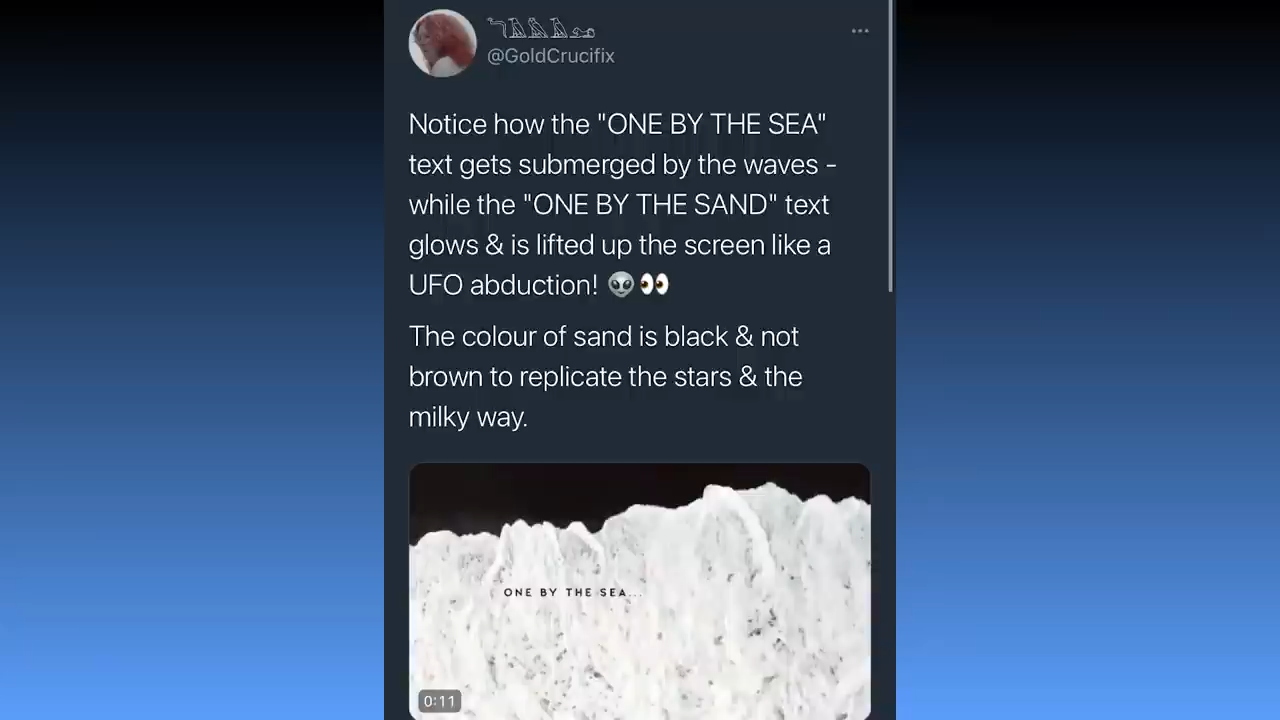 @GoldCrucifix
Notice how the "ONE BY THE SEA"
text gets submerged by the waves -
while the "ONE BY THE SAND" text
glows & is lifted up the screen like a
UFO abduction! 👽👀
The colour of sand is black & not
brown to replicate the stars & the
milky way.
ONE BY THE SEA...
0:11